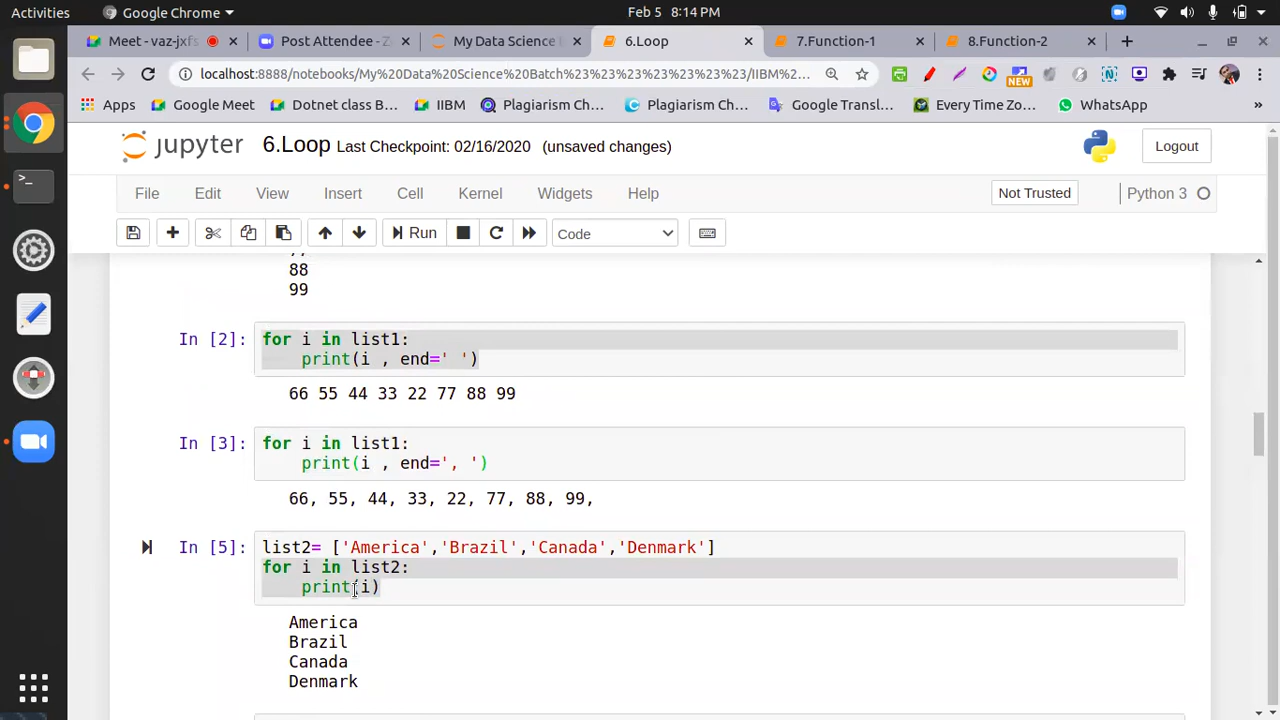 Activities Google Chrome Feb 5 8:14 PM
Meet - vaz-jxfs Post Attendee - Z My Data Science 6.Loop 7.Function-1 8.Function-2
localhost:8888/notebooks/My%20Data%20Science%20Batch%23%23%23%23%23%23%23/IIBM%2... NEW
Apps Google Meet Dotnet class B... IIBM Plagiarism Ch... Plagiarism Ch... Google Transl... Every Time Zo... WhatsApp »
jupyter 6.Loop Last Checkpoint: 02/16/2020 (unsaved changes) Logout
File Edit View Insert Cell Kernel Widgets Help Not Trusted Python 3
Run Code
88
99
In [2]: for i in list1:
print(i , end=' ')
66 55 44 33 22 77 88 99
In [3]: for i in list1:
print(i , end=', ')
66, 55, 44, 33, 22, 77, 88, 99,
In [5]: list2= ['America','Brazil','Canada','Denmark']
for i in list2:
print(i)
America
Brazil
Canada
Denmark